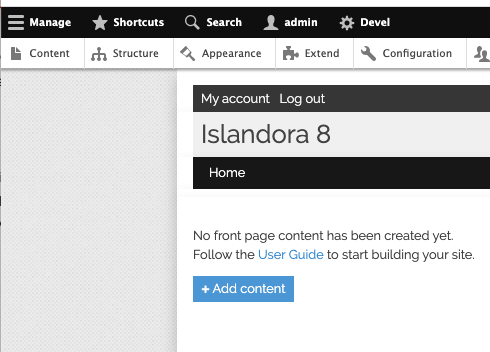 Manage Shortcuts Search admin Devel
Content Structure Appearance Extend Configuration
My account Log out
Islandora 8
Home
No front page content has been created yet.
Follow the User Guide to start building your site.
+ Add content